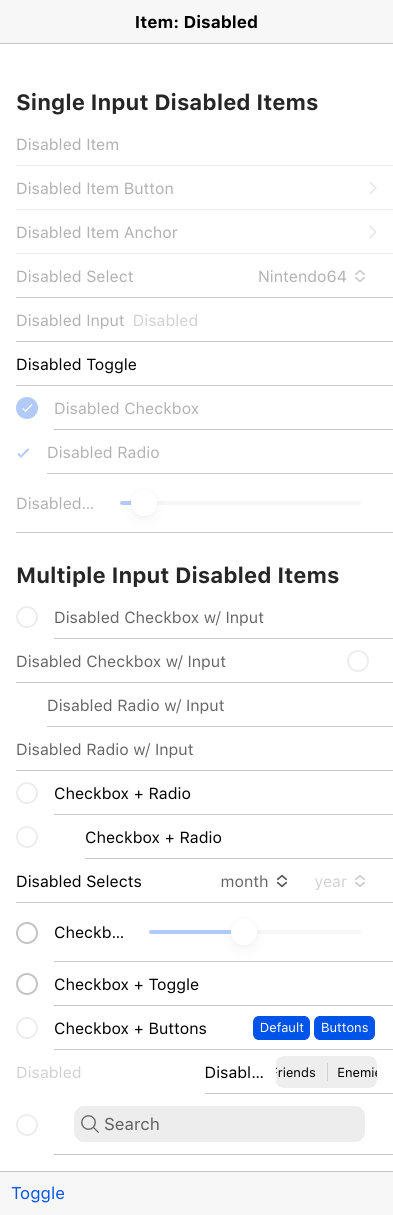 Item: Disabled
Single Input Disabled Items
Disabled Item
Disabled Item Button
Disabled Item Anchor
Disabled Select Nintendo64
Disabled Input Disabled
Disabled Toggle
Disabled Checkbox
Disabled Radio
Disabled...
Multiple Input Disabled Items
Disabled Checkbox w/ Input
Disabled Checkbox w/ Input
Disabled Radio w/ Input
Disabled Radio w/ Input
Checkbox + Radio
Checkbox + Radio
Disabled Selects month year
Checkb...
Checkbox + Toggle
Checkbox + Buttons Default Buttons
Disabled Disabl... riends Enemie
Search
Toggle